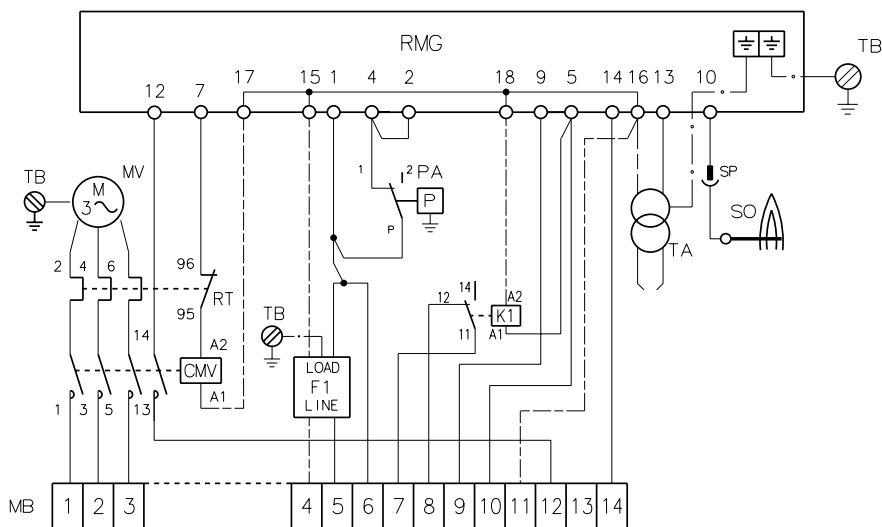 RMG
TB
12 7 17 15 1 4 2 18 9 5 14 16 13 10
TB
MV
M
3
1
2
PA
P
P
SP
SO
TA
2 4 6
96
RT
95
14
12
14
11
A2
K1
A1
TB
A2
CMV
A1
LOAD
F1
LINE
1 3 5 13
MB 1 2 3 4 5 6 7 8 9 10 11 12 13 14